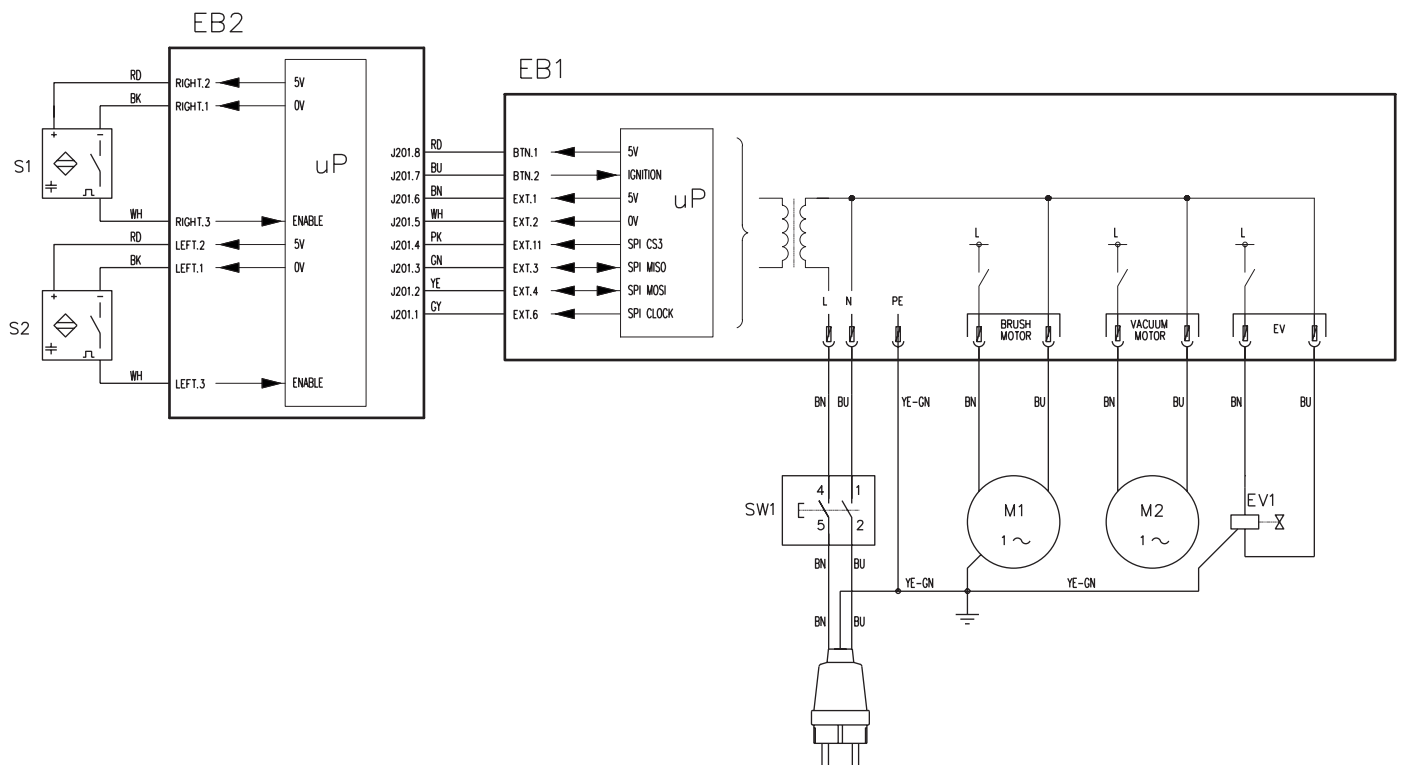 EB2
EB1
S1
RD
BK
WH
RIGHT.2
RIGHT.1
RIGHT.3
5V
0V
ENABLE
S2
RD
BK
WH
LEFT.2
LEFT.1
LEFT.3
5V
0V
ENABLE
uP
J201.8 RD BTN.1 5V
J201.7 BU BTN.2 IGNITION
J201.6 BN EXT.1 5V
J201.5 WH EXT.2 0V
J201.4 PK EXT.11 SPI CS3
J201.3 GN EXT.3 SPI MISO
J201.2 YE EXT.4 SPI MOSI
J201.1 GY EXT.6 SPI CLOCK
uP
L N PE
L L L
BRUSH
MOTOR
VACUUM
MOTOR
EV
BN BU YE-GN BN BU BN BU BN BU
SW1
4 1
5 2
M1
1 ~
M2
1 ~
EV1
BN BU
YE-GN YE-GN
BN BU